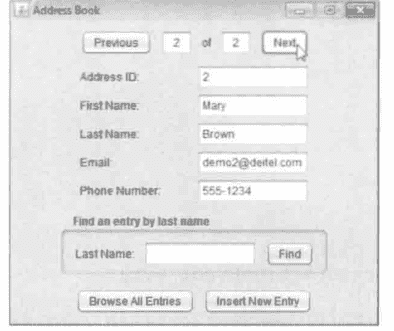 Address Book
Previous 2 of 2 Next
Address ID: 2
First Name: Mary
Last Name: Brown
Email: demo2@deitel.com
Phone Number: 555-1234
Find an entry by last name
Last Name: Find
Browse All Entries Insert New Entry